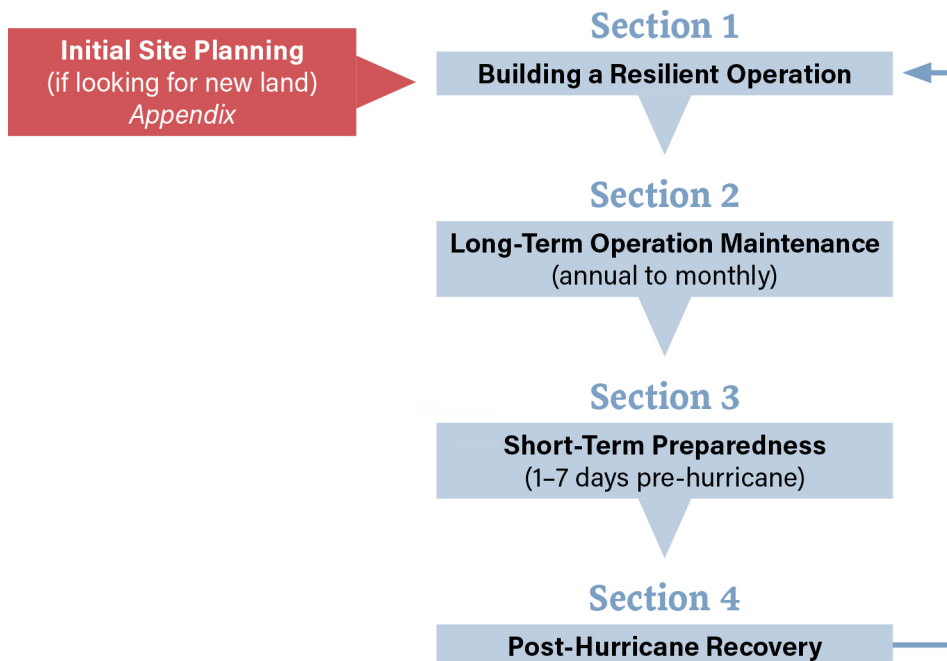 Section 1
Initial Site Planning
(if looking for new land)
Appendix
Building a Resilient Operation
Section 2
Long-Term Operation Maintenance
(annual to monthly)
Section 3
Short-Term Preparedness
(1–7 days pre-hurricane)
Section 4
Post-Hurricane Recovery